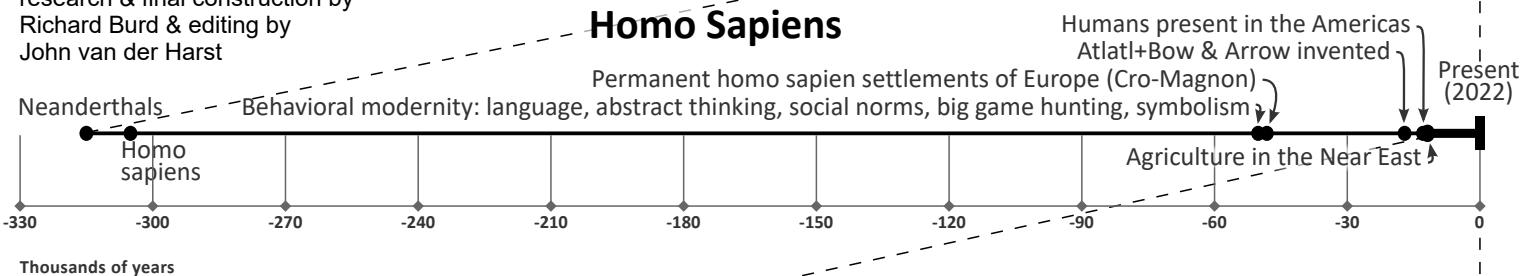 research & final construction by
Richard Burd & editing by
John van der Harst
Homo Sapiens
Humans present in the Americas
Atlatl+Bow & Arrow invented
Permanent homo sapien settlements of Europe (Cro-Magnon)
Present
(2022)
Neanderthals
Behavioral modernity: language, abstract thinking, social norms, big game hunting, symbolism
Homo
sapiens
Agriculture in the Near East
-330 -300 -270 -240 -210 -180 -150 -120 -90 -60 -30 0
Thousands of years